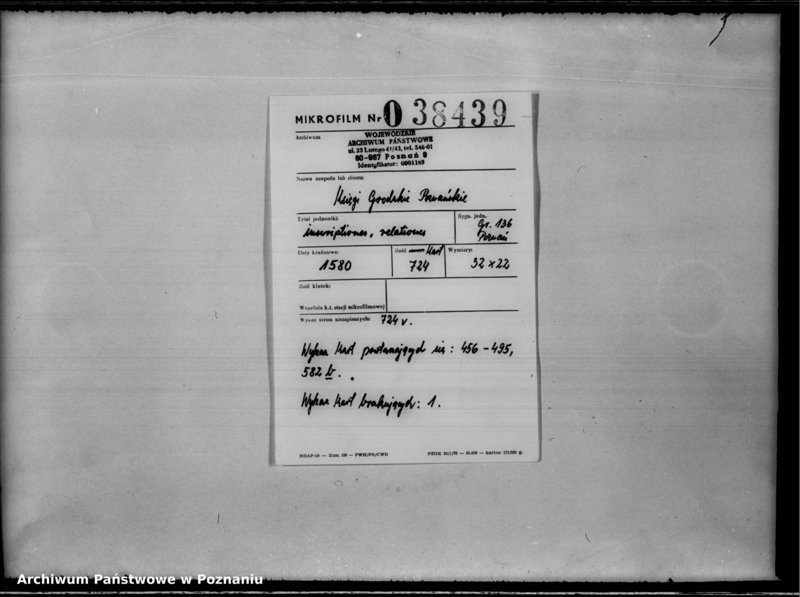 MIKROFILM Nr 038439
Archiwum
WOJEWÓDZKIE
ARCHIWUM PAŃSTWOWE
ul. 23 Lutego 41/43, tel. 546-01
60-967 Poznań 9
Identyfikator: 0001169
Nazwa zespołu lub zbioru:
Księgi Grodzkie Poznańskie
Tytuł jednostki:
inscriptiones, relationes
Sygn. jedn.
Gr. 136
Poznań
Daty krańcowe:
1580
Ilość kart
724
Wymiary:
32 x 22
Ilość klatek:
Wypełnia k.t. stacji mikrofilmowej
Wykaz stron niezapisanych:
724 v.
Wykaz kart powtarzających się: 456-495,
582 b.
Wykaz kart brakujących: 1.
Archiwum Państwowe w Poznaniu